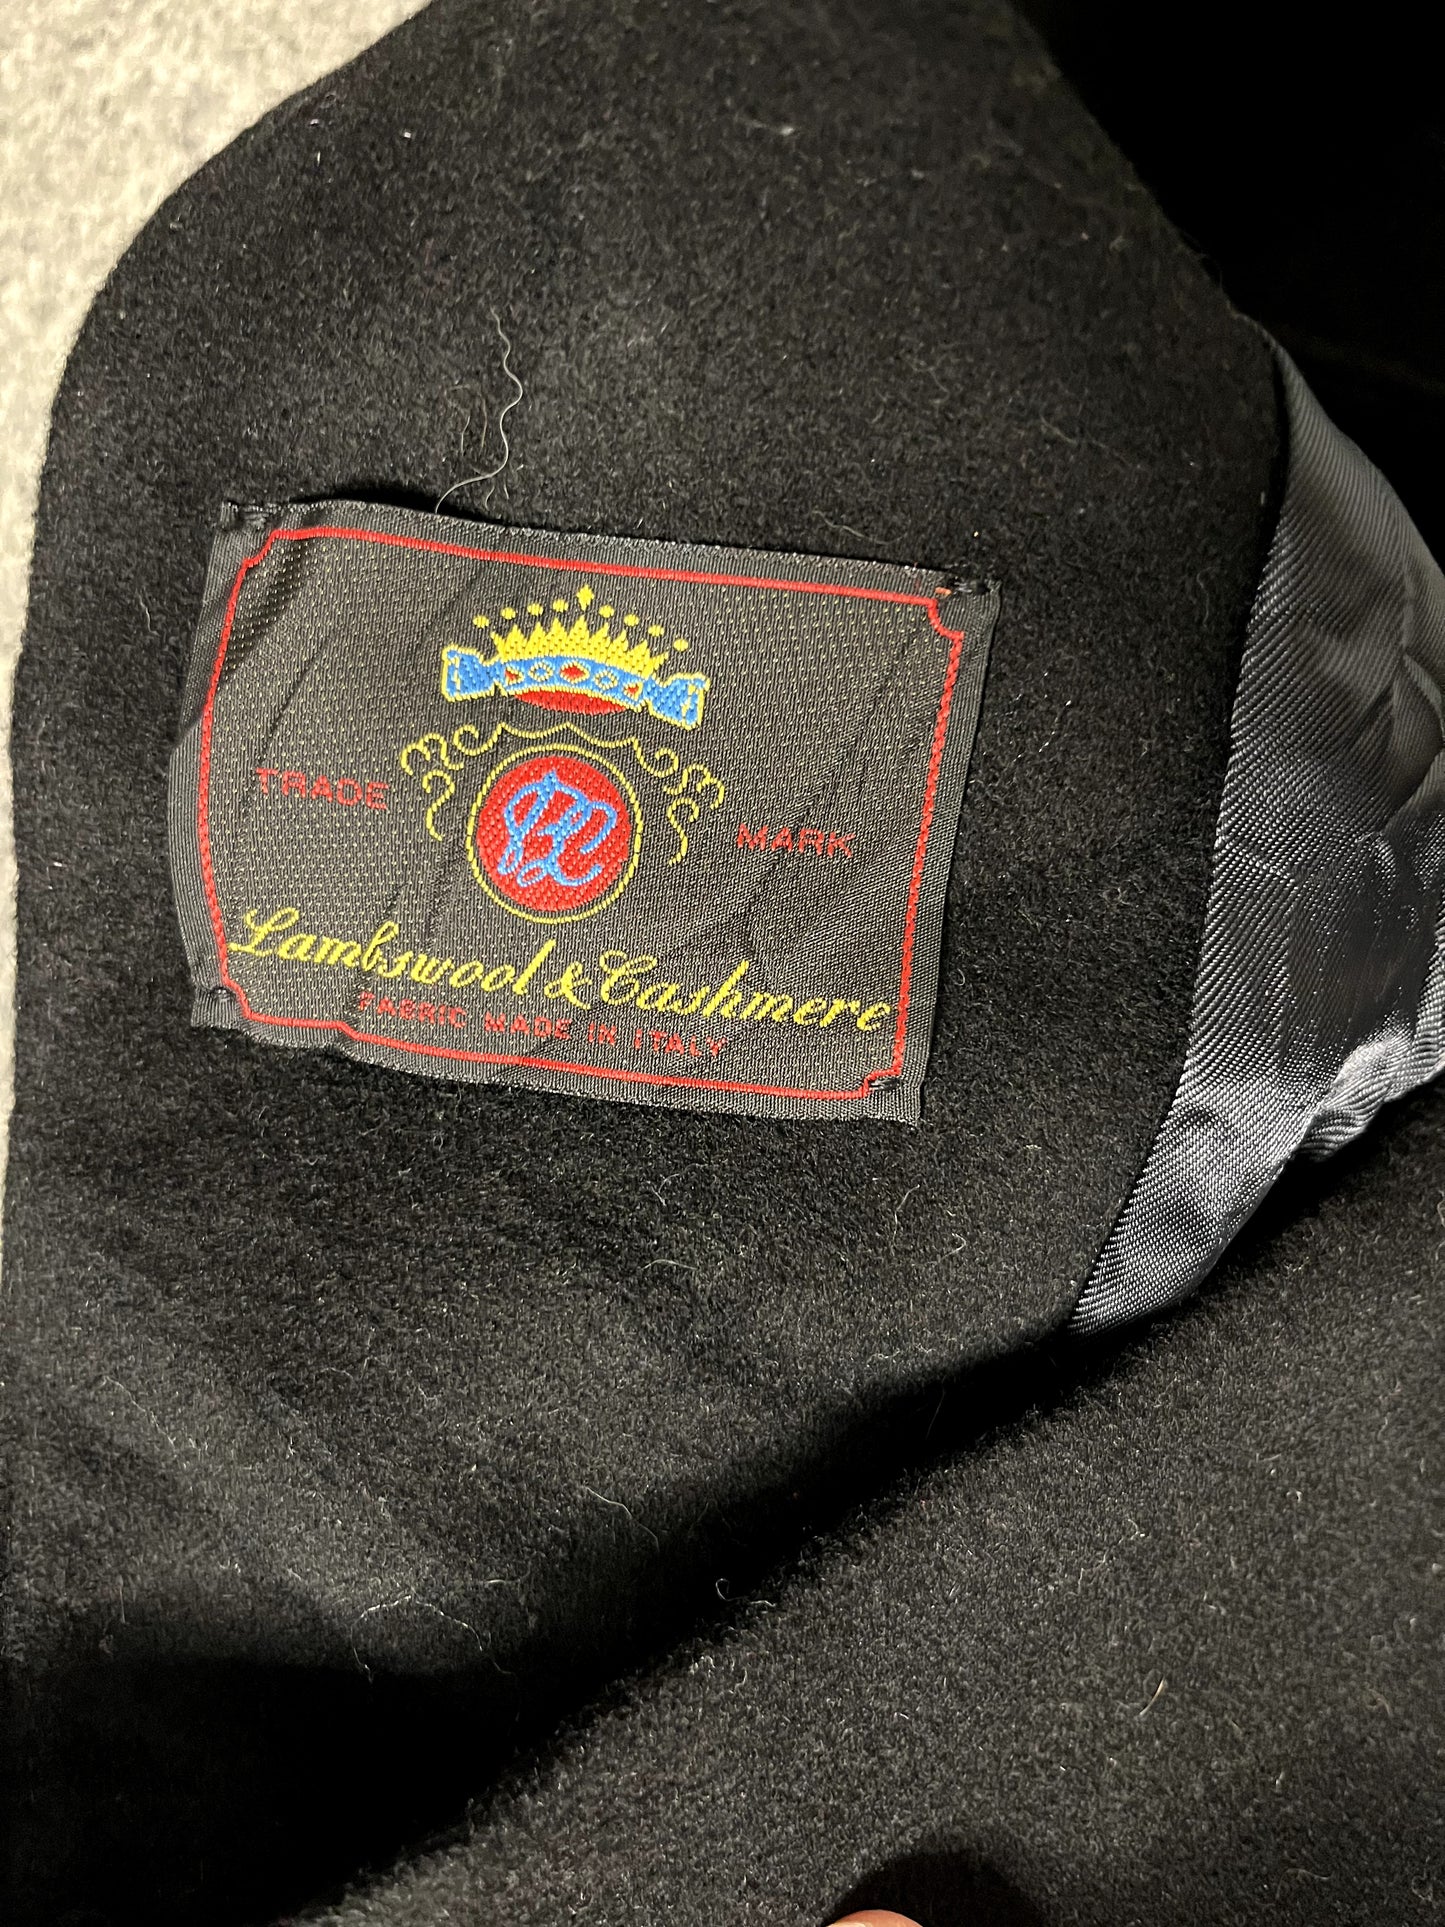 TRADE MARK
Lambswool & Cashmere
FABRIC MADE IN ITALY